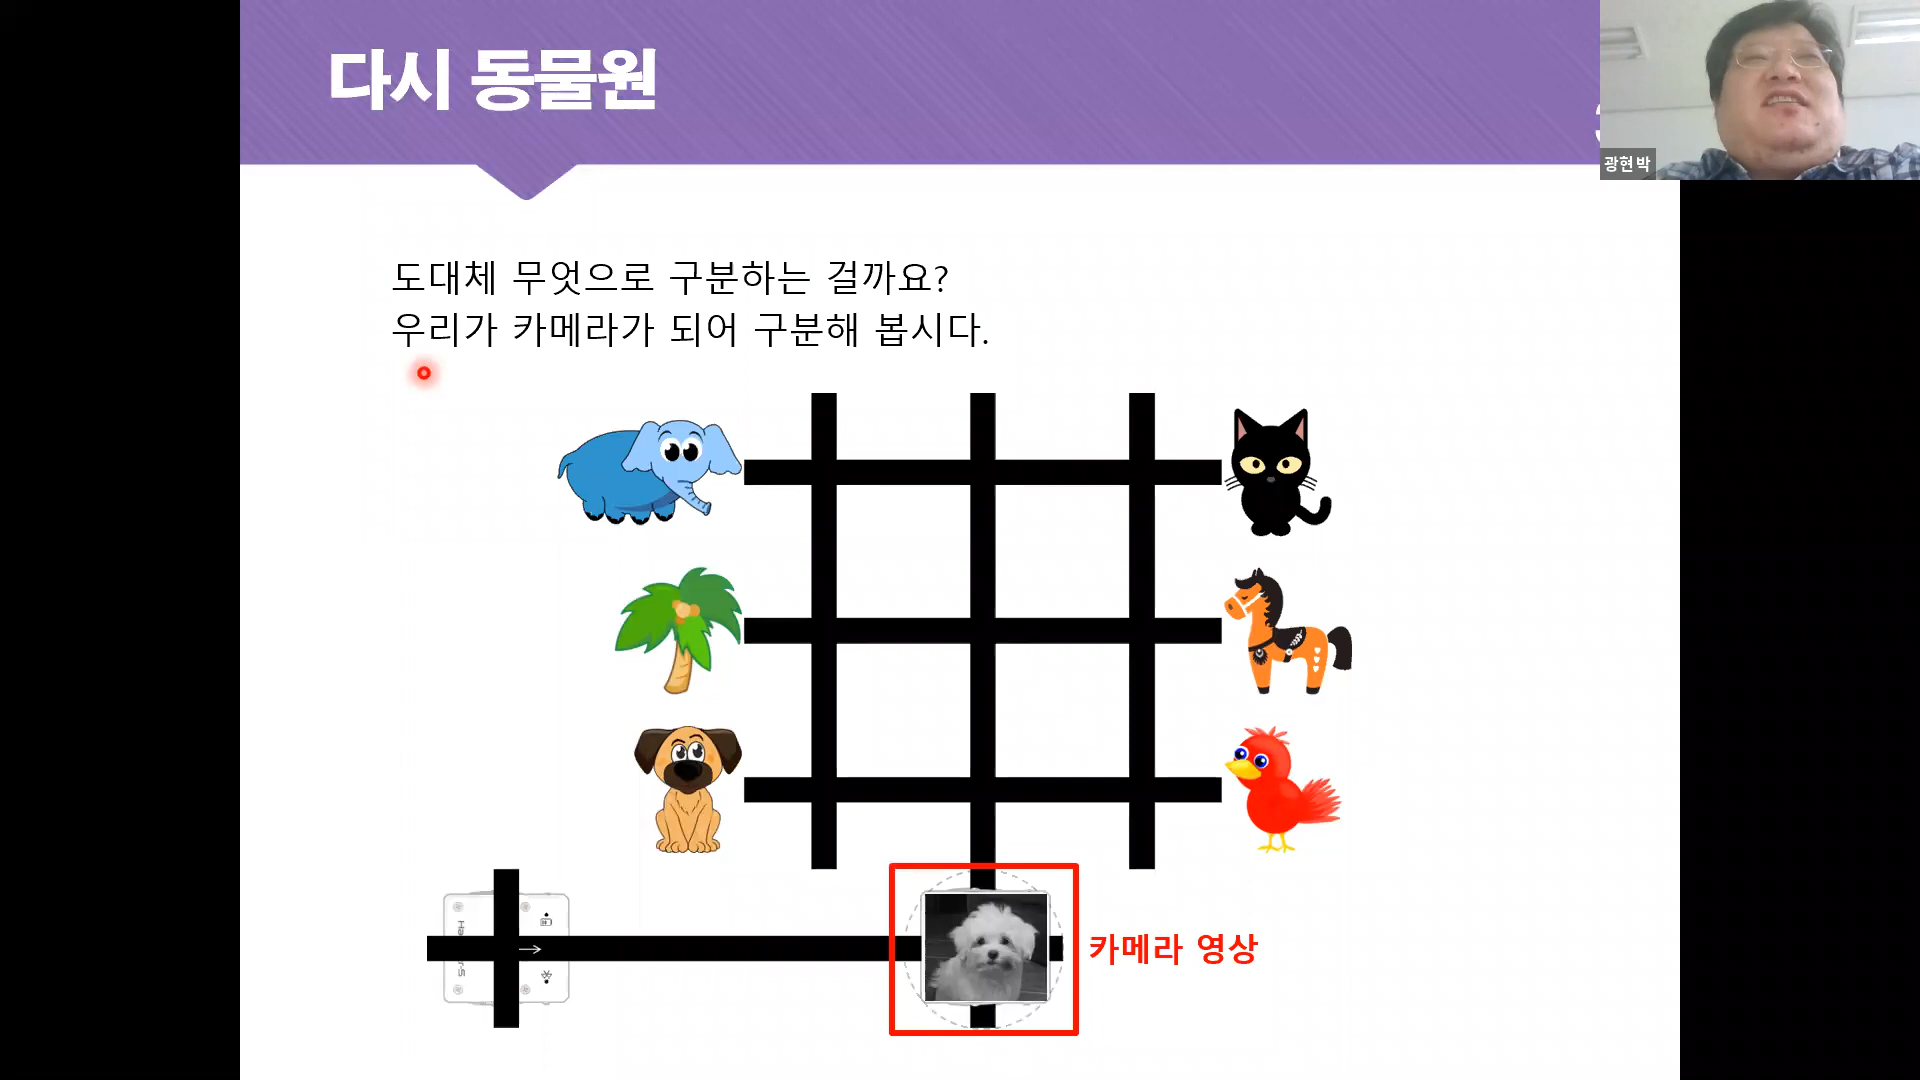 다시 동물원
광현 박
도대체 무엇으로 구분하는 걸까요?
우리가 카메라가 되어 구분해 봅시다.
카메라 영상